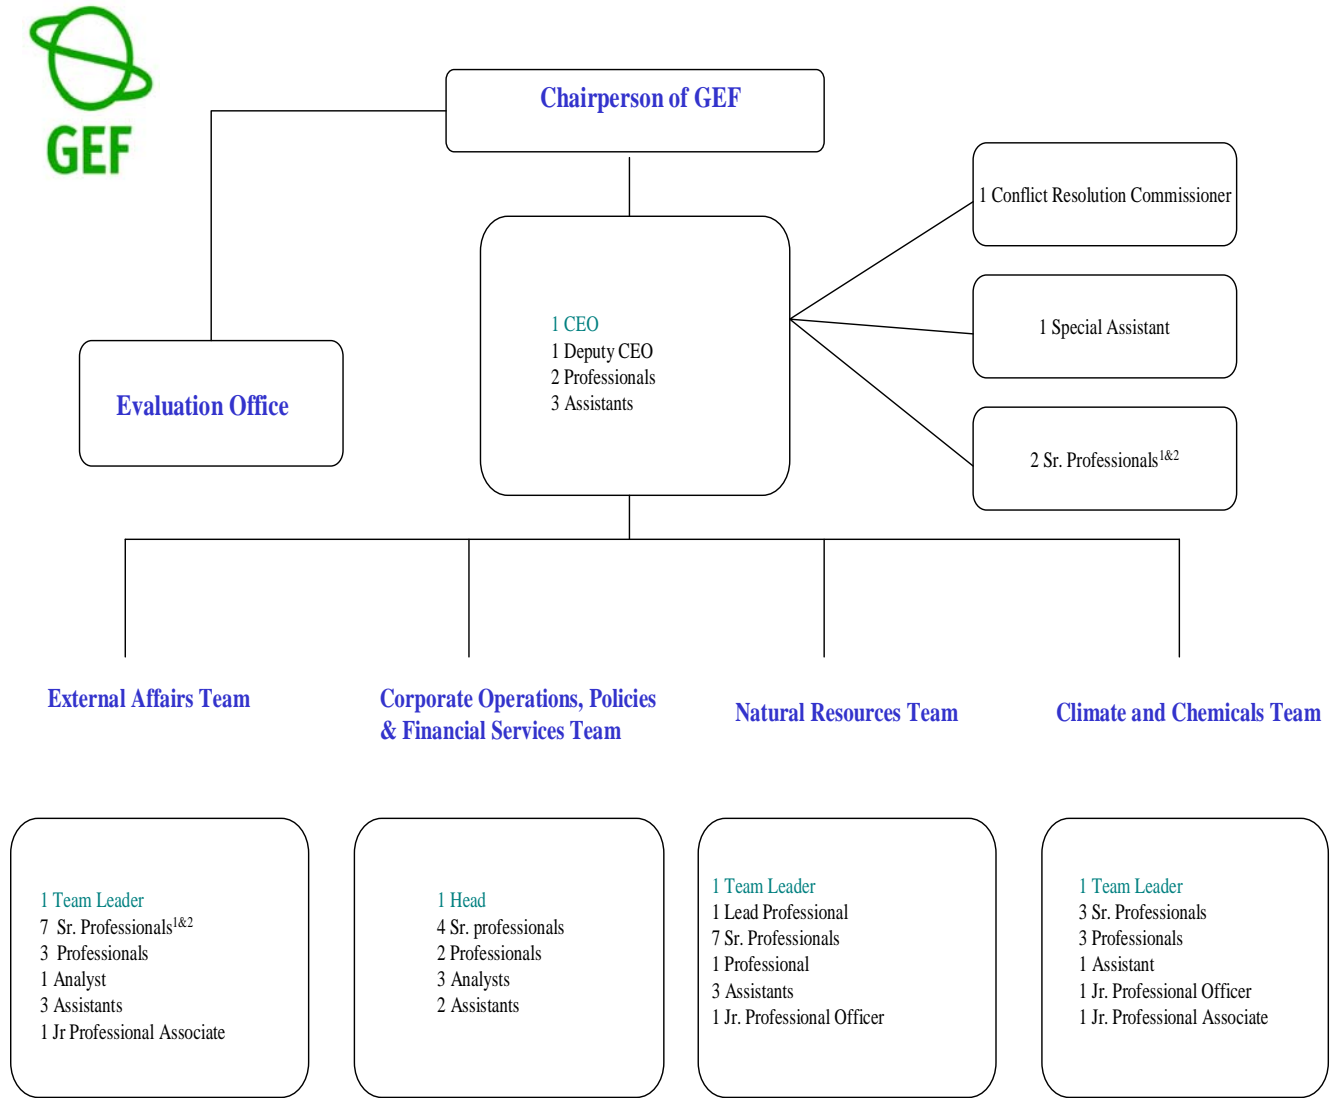 GEF
Chairperson of GEF
1 Conflict Resolution Commissioner
1 Special Assistant
2 Sr. Professionals1&2
1 CEO
1 Deputy CEO
2 Professionals
3 Assistants
Evaluation Office
External Affairs Team
Corporate Operations, Policies
& Financial Services Team
Natural Resources Team
Climate and Chemicals Team
1 Team Leader
7 Sr. Professionals1&2
3 Professionals
1 Analyst
3 Assistants
1 Jr Professional Associate
1 Head
4 Sr. professionals
2 Professionals
3 Analysts
2 Assistants
1 Team Leader
1 Lead Professional
7 Sr. Professionals
1 Professional
3 Assistants
1 Jr. Professional Officer
1 Team Leader
3 Sr. Professionals
3 Professionals
1 Assistant
1 Jr. Professional Officer
1 Jr. Professional Associate